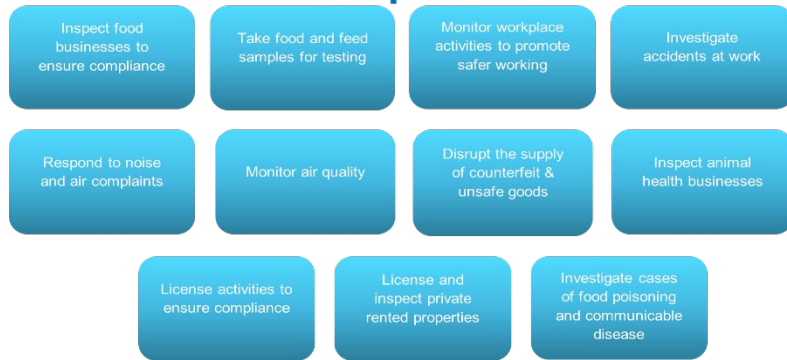 Inspect food
businesses to
ensure compliance
Take food and feed
samples for testing
Monitor workplace
activities to promote
safer working
Investigate
accidents at work
Respond to noise
and air complaints
Monitor air quality
Disrupt the supply
of counterfeit &
unsafe goods
Inspect animal
health businesses
License activities to
ensure compliance
License and
inspect private
rented properties
Investigate cases
of food poisoning
and communicable
disease